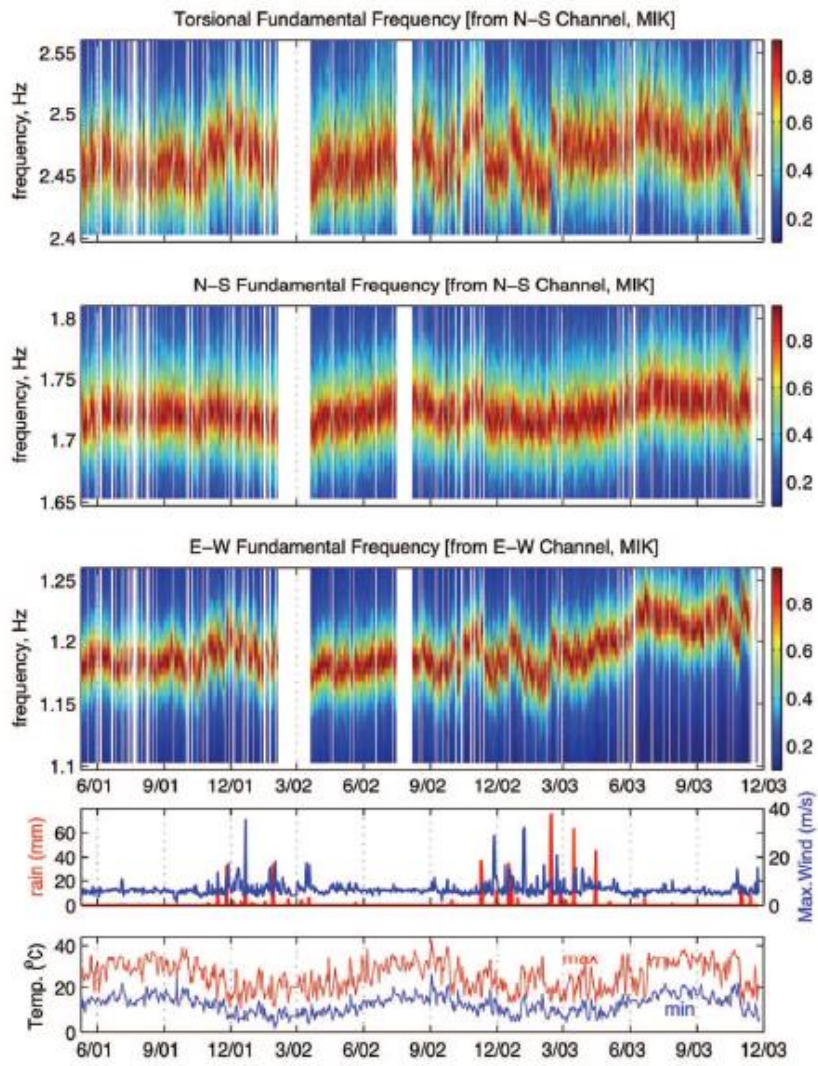 Torsional Fundamental Frequency [from N-S Channel, MIK]
2.55
2.5
2.45
2.4
frequency, Hz
0.8
0.6
0.4
0.2
N-S Fundamental Frequency [from N-S Channel, MIK]
1.8
1.75
1.7
1.65
frequency, Hz
0.8
0.6
0.4
0.2
E-W Fundamental Frequency [from E-W Channel, MIK]
1.25
1.2
1.15
1.1
frequency, Hz
0.8
0.6
0.4
0.2
6/01 9/01 12/01 3/02 6/02 9/02 12/02 3/03 6/03 9/03 12/03
rain (mm)
60
40
20
0
40
20
0
Max.Wind (m/s)
Temp. (⁰C)
40
20
0
max
min
6/01 9/01 12/01 3/02 6/02 9/02 12/02 3/03 6/03 9/03 12/03